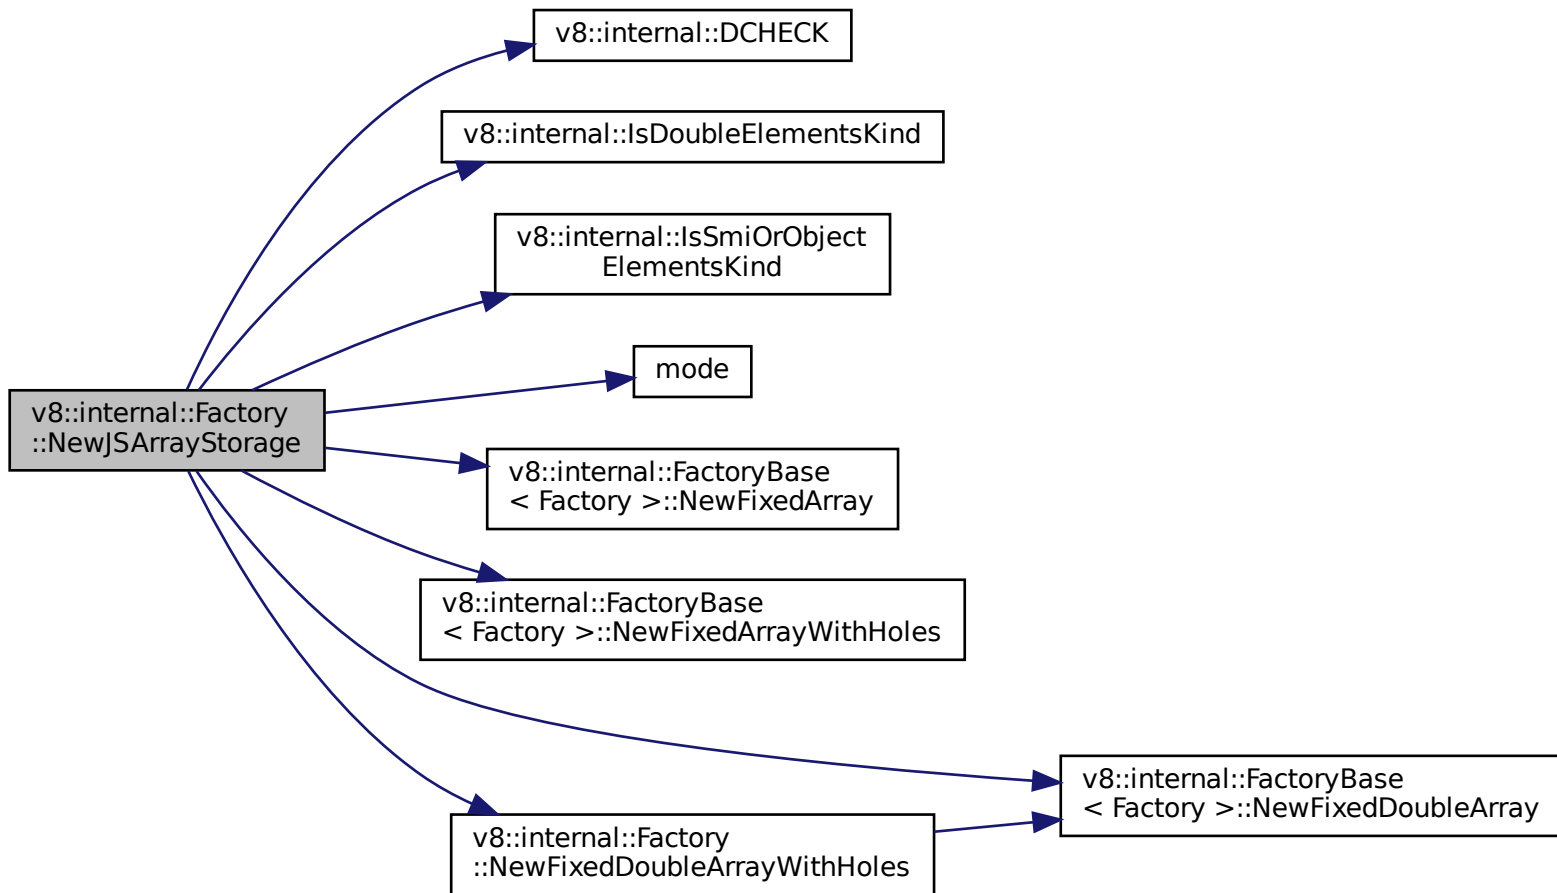 v8::internal::DCHECK
v8::internal::IsDoubleElementsKind
v8::internal::IsSmiOrObject
ElementsKind
mode
v8::internal::Factory
::NewJSArrayStorage
v8::internal::FactoryBase
< Factory >::NewFixedArray
v8::internal::FactoryBase
< Factory >::NewFixedArrayWithHoles
v8::internal::FactoryBase
< Factory >::NewFixedDoubleArray
v8::internal::Factory
::NewFixedDoubleArrayWithHoles